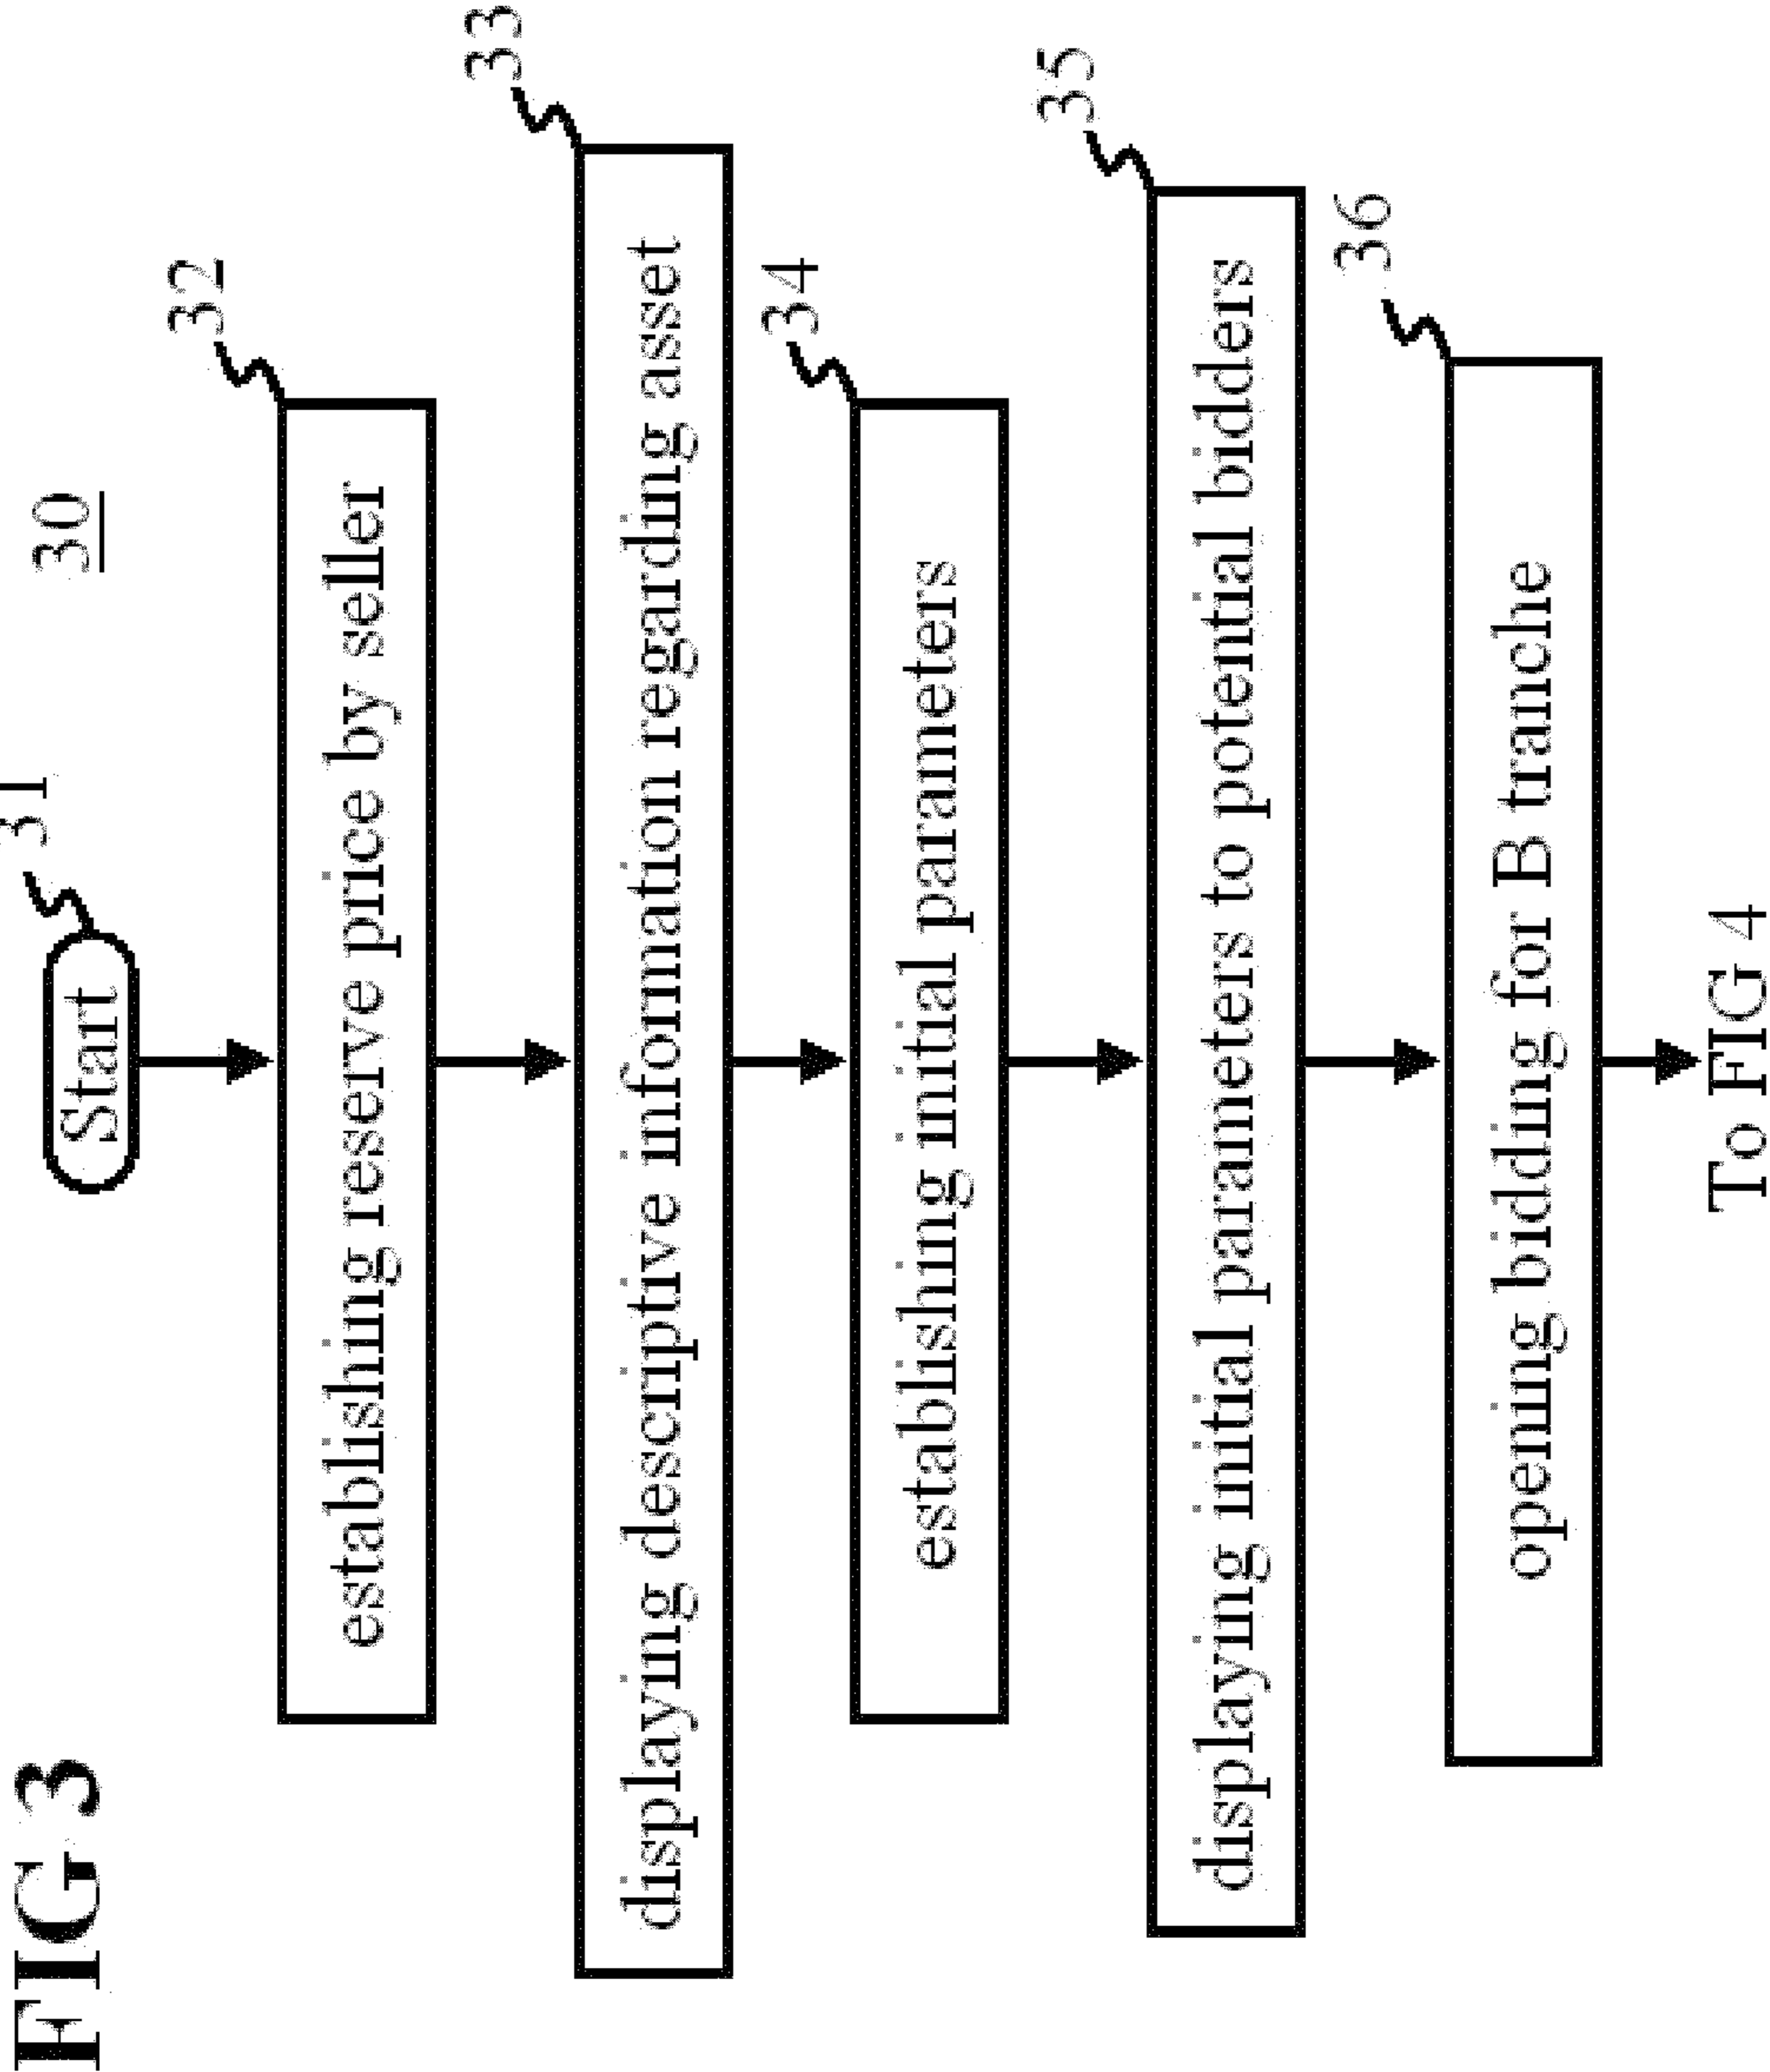 FIG 3
30
31
Start
32
establishing reserve price by seller
33
displaying descriptive information regarding asset
34
establishing initial parameters
35
displaying initial parameters to potential bidders
36
opening bidding for B tranche
To FIG 4